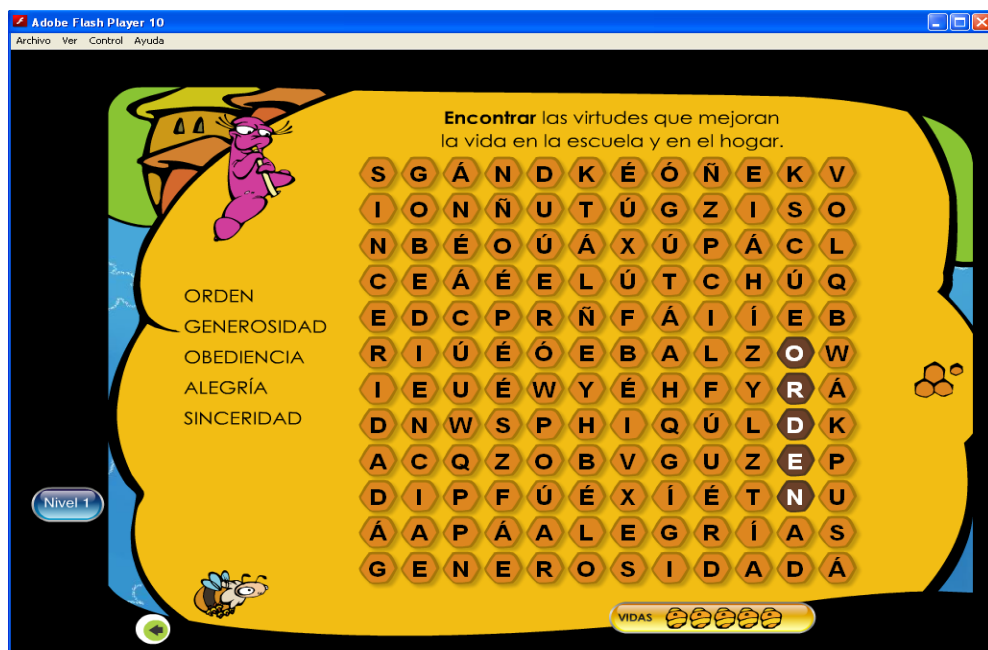 Adobe Flash Player 10
Archivo Ver Control Ayuda
Encontrar las virtudes que mejoran
la vida en la escuela y en el hogar.
S G Á N D K É Ó Ñ E K V
I O N Ñ U T Ú G Z I S O
N B É O Ú Á X Ú P Á C L
C E Á É E L Ú T C H Ú Q
E D C P R Ñ F Á I Í E B
R I Ú É Ó E B A L Z O W
I E U É W Y É H F Y R Á
D N W S P H I Q Ú L D K
A C Q Z O B V G U Z E P
D I P F Ú É X Í É T N U
Á A P Á A L E G R Í A S
G E N E R O S I D A D Á
ORDEN
GENEROSIDAD
OBEDIENCIA
ALEGRÍA
SINCERIDAD
Nivel 1
VIDAS